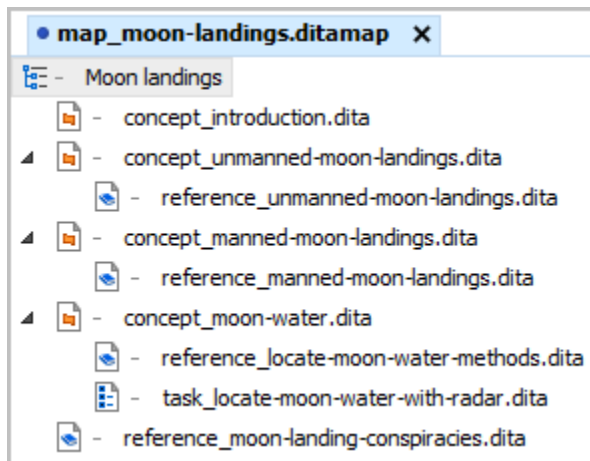 map_moon-landings.ditamap
Moon landings
concept_introduction.dita
concept_unmanned-moon-landings.dita
reference_unmanned-moon-landings.dita
concept_manned-moon-landings.dita
reference_manned-moon-landings.dita
concept_moon-water.dita
reference_locate-moon-water-methods.dita
task_locate-moon-water-with-radar.dita
reference_moon-landing-conspiracies.dita